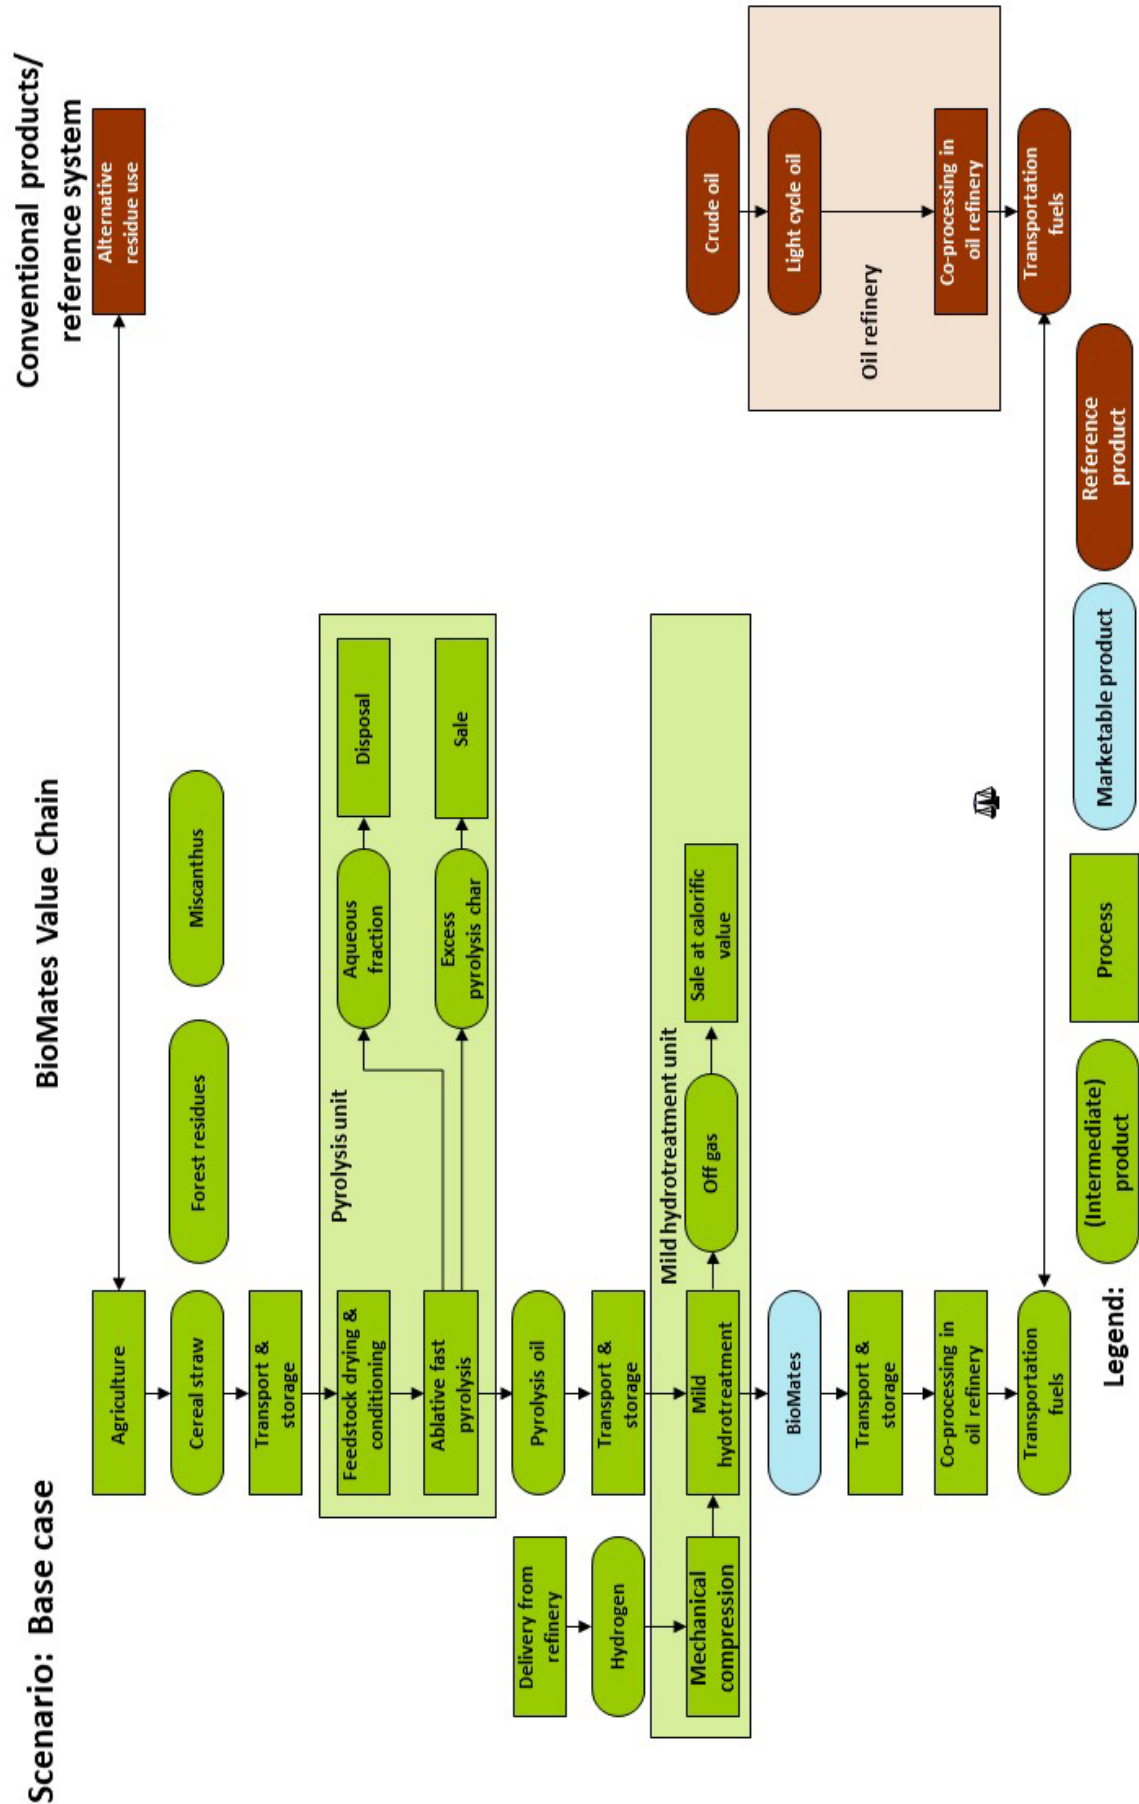 Scenario: Base case
BioMates Value Chain
Conventional products/
reference system
Agriculture
Alternative
residue use
Cereal straw
Forest residues
Miscanthus
Transport &
storage
Pyrolysis unit
Feedstock drying &
conditioning
Aqueous
fraction
Disposal
Ablative fast
pyrolysis
Excess
pyrolysis char
Sale
Delivery from
refinery
Pyrolysis oil
Hydrogen
Transport &
storage
Mild hydrotreatment unit
Mechanical
compression
Mild
hydrotreatment
Off gas
Sale at calorific
value
Crude oil
BioMates
Light cycle oil
Transport &
storage
Oil refinery
Co-processing in
oil refinery
Co-processing in
oil refinery
Transportation
fuels
Transportation
fuels
Legend:
(Intermediate)
product
Process
Marketable product
Reference
product